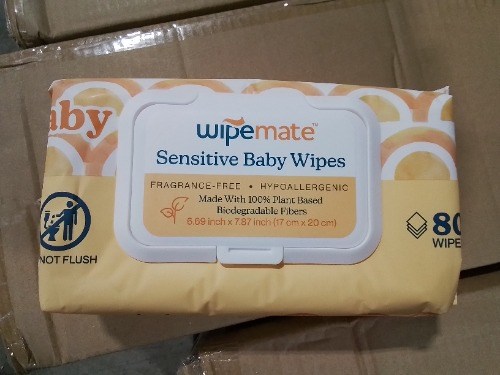 aby
wipemate™
Sensitive Baby Wipes
FRAGRANCE-FREE • HYPOALLERGENIC
Made With 100% Plant Based
Biodegradable Fibers
6.69 inch x 7.87 inch (17 cm x 20 cm)
NOT FLUSH
80
WIPE